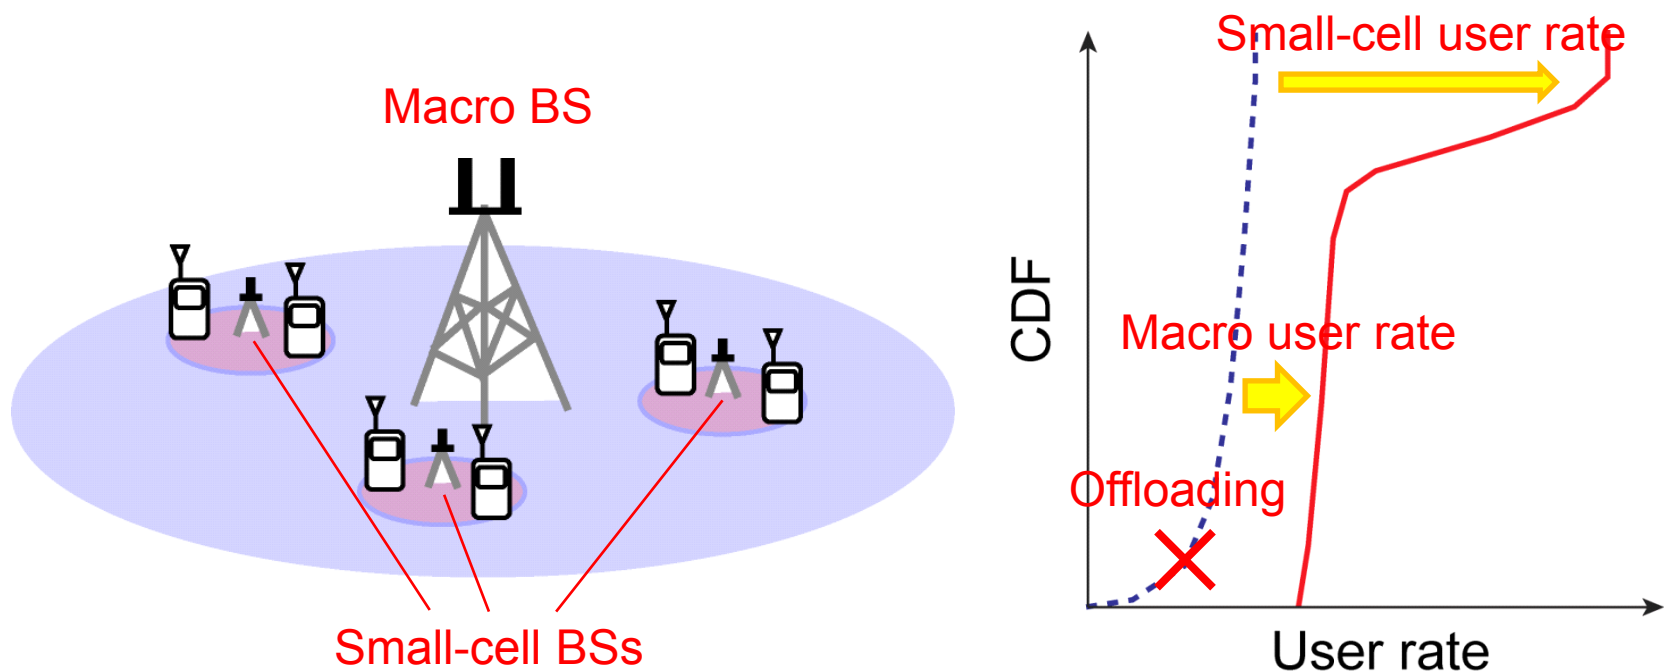 Macro BS
Small-cell BSs
Small-cell user rate
CDF
Macro user rate
Offloading
User rate